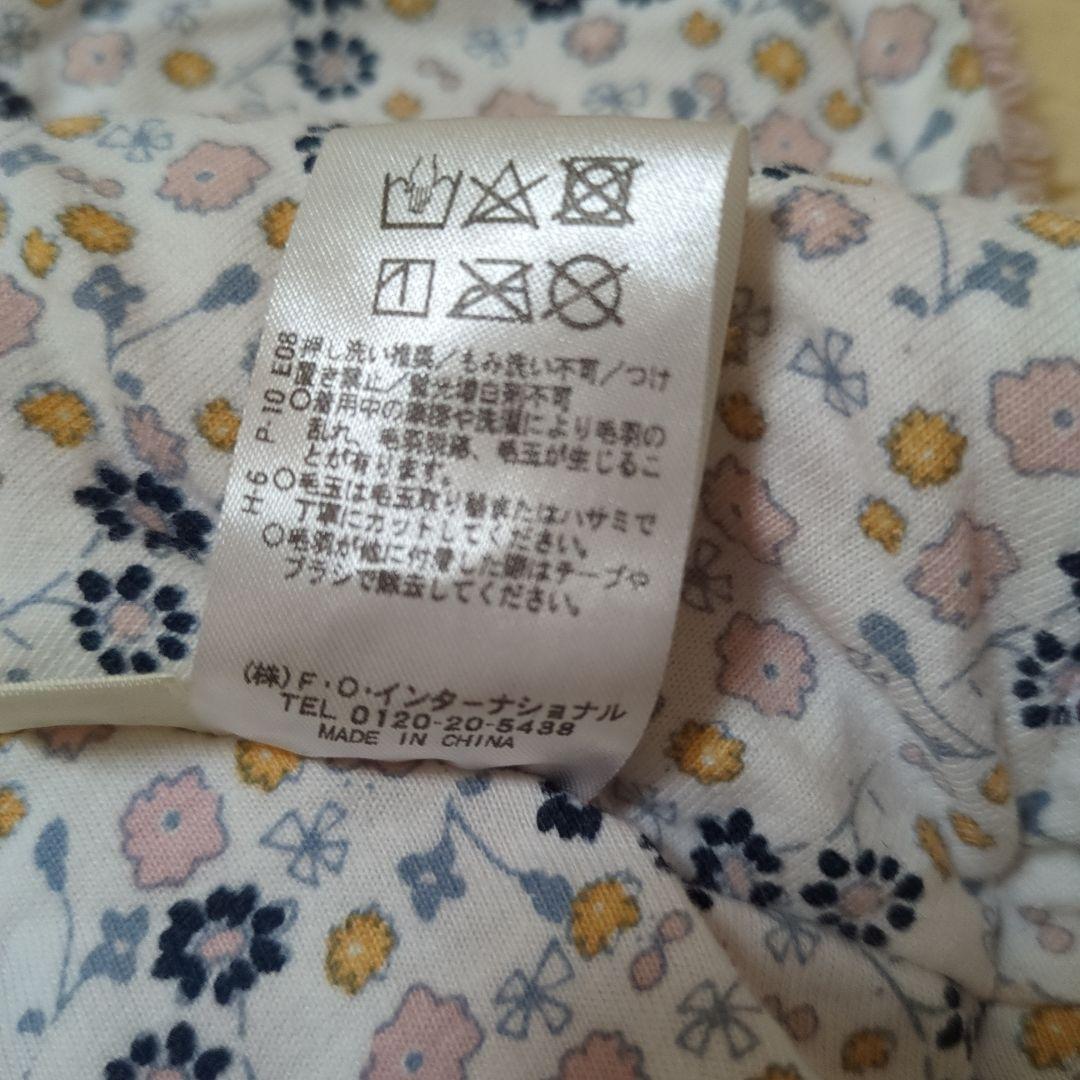 押し洗い推奨/もみ洗い不可/つけ
置き禁止/蛍光増白剤不可
○着用中の摩擦や洗濯により毛羽の
乱れ、毛羽脱落、毛玉が生じるこ
とが有ります。
○毛玉は毛玉取り器またはハサミで
丁寧にカットしてください。
○毛羽が他に付着した際はテープや
ブラシで除去してください。
H-6 P-10 E08
(株)F・O・インターナショナル
TEL 0120-20-5438
MADE IN CHINA